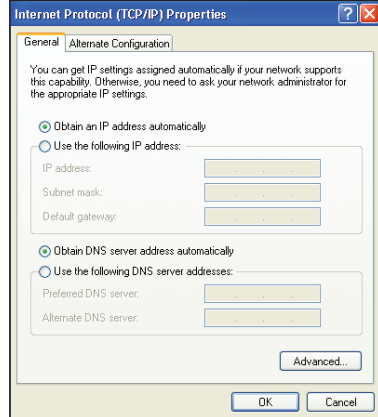 Internet Protocol (TCP/IP) Properties
General
Alternate Configuration
You can get IP settings assigned automatically if your network supports
this capability. Otherwise, you need to ask your network administrator for
the appropriate IP settings.
Obtain an IP address automatically
Use the following IP address:
IP address:
Subnet mask:
Default gateway:
Obtain DNS server address automatically
Use the following DNS server addresses:
Preferred DNS server:
Alternate DNS server:
Advanced...
OK
Cancel